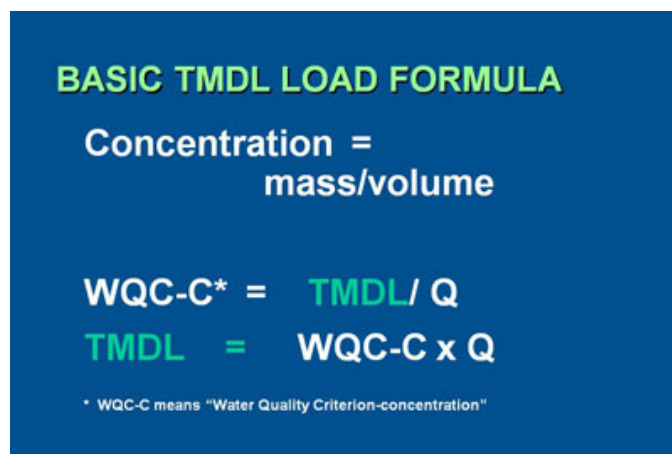 BASIC TMDL LOAD FORMULA
Concentration =
mass/volume
WQC-C* = TMDL/ Q
TMDL = WQC-C x Q
* WQC-C means “Water Quality Criterion-concentration”